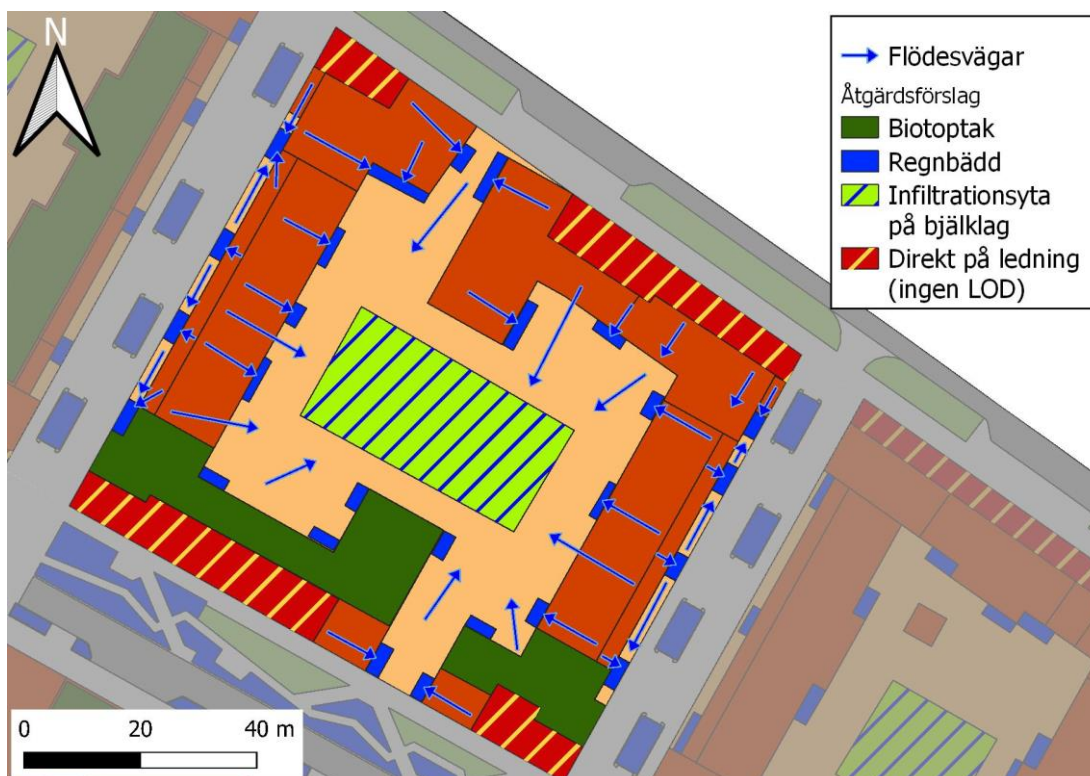 N
Flödesvägar
Åtgärdsförslag
Biotoptak
Regnbädd
Infiltrationsyta
på bjälklag
Direkt på ledning
(ingen LOD)
0 20 40 m